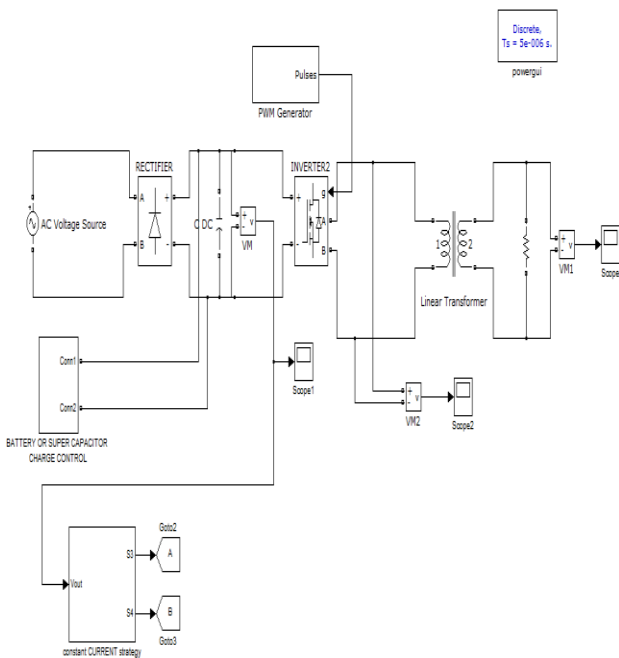 Discrete,
Ts = 5e-006 s.
powergui
Pulses
PWM Generator
RECTIFIER
INVERTER2
A
+
B
-
AC Voltage Source
C DC
+
-
v
VM
+
-
g
A
B
1
2
Linear Transformer
+
-
v
VM1
Scope
Conn1
Conn2
BATTERY OR SUPER CAPACITOR
CHARGE CONTROL
Scope1
+
-
v
VM2
Scope2
Vout
S3
S4
constant CURRENT strategy
Goto2
A
B
Goto3